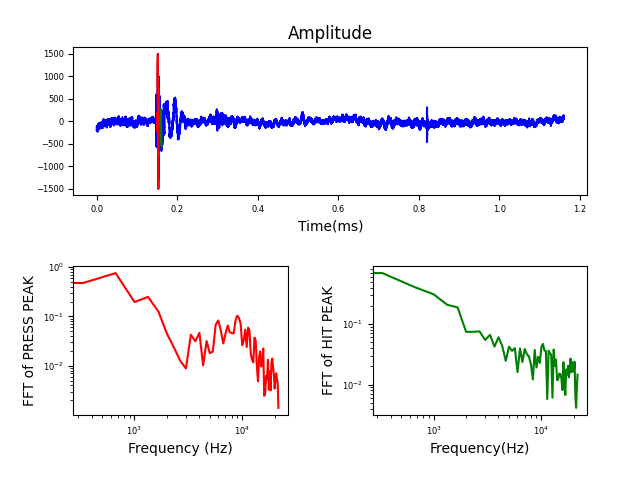 Amplitude
1500
1000
500
0
−500
−1000
−1500
0.0 0.2 0.4 0.6 0.8 1.0 1.2
Time(ms)
FFT of PRESS PEAK
10⁰
10⁻¹
10⁻²
10³ 10⁴
Frequency (Hz)
FFT of HIT PEAK
10⁻¹
10⁻²
10³ 10⁴
Frequency(Hz)